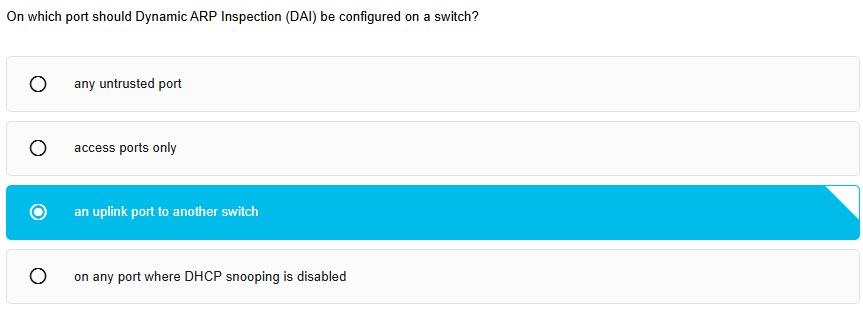 On which port should Dynamic ARP Inspection (DAI) be configured on a switch?
any untrusted port
access ports only
an uplink port to another switch
on any port where DHCP snooping is disabled